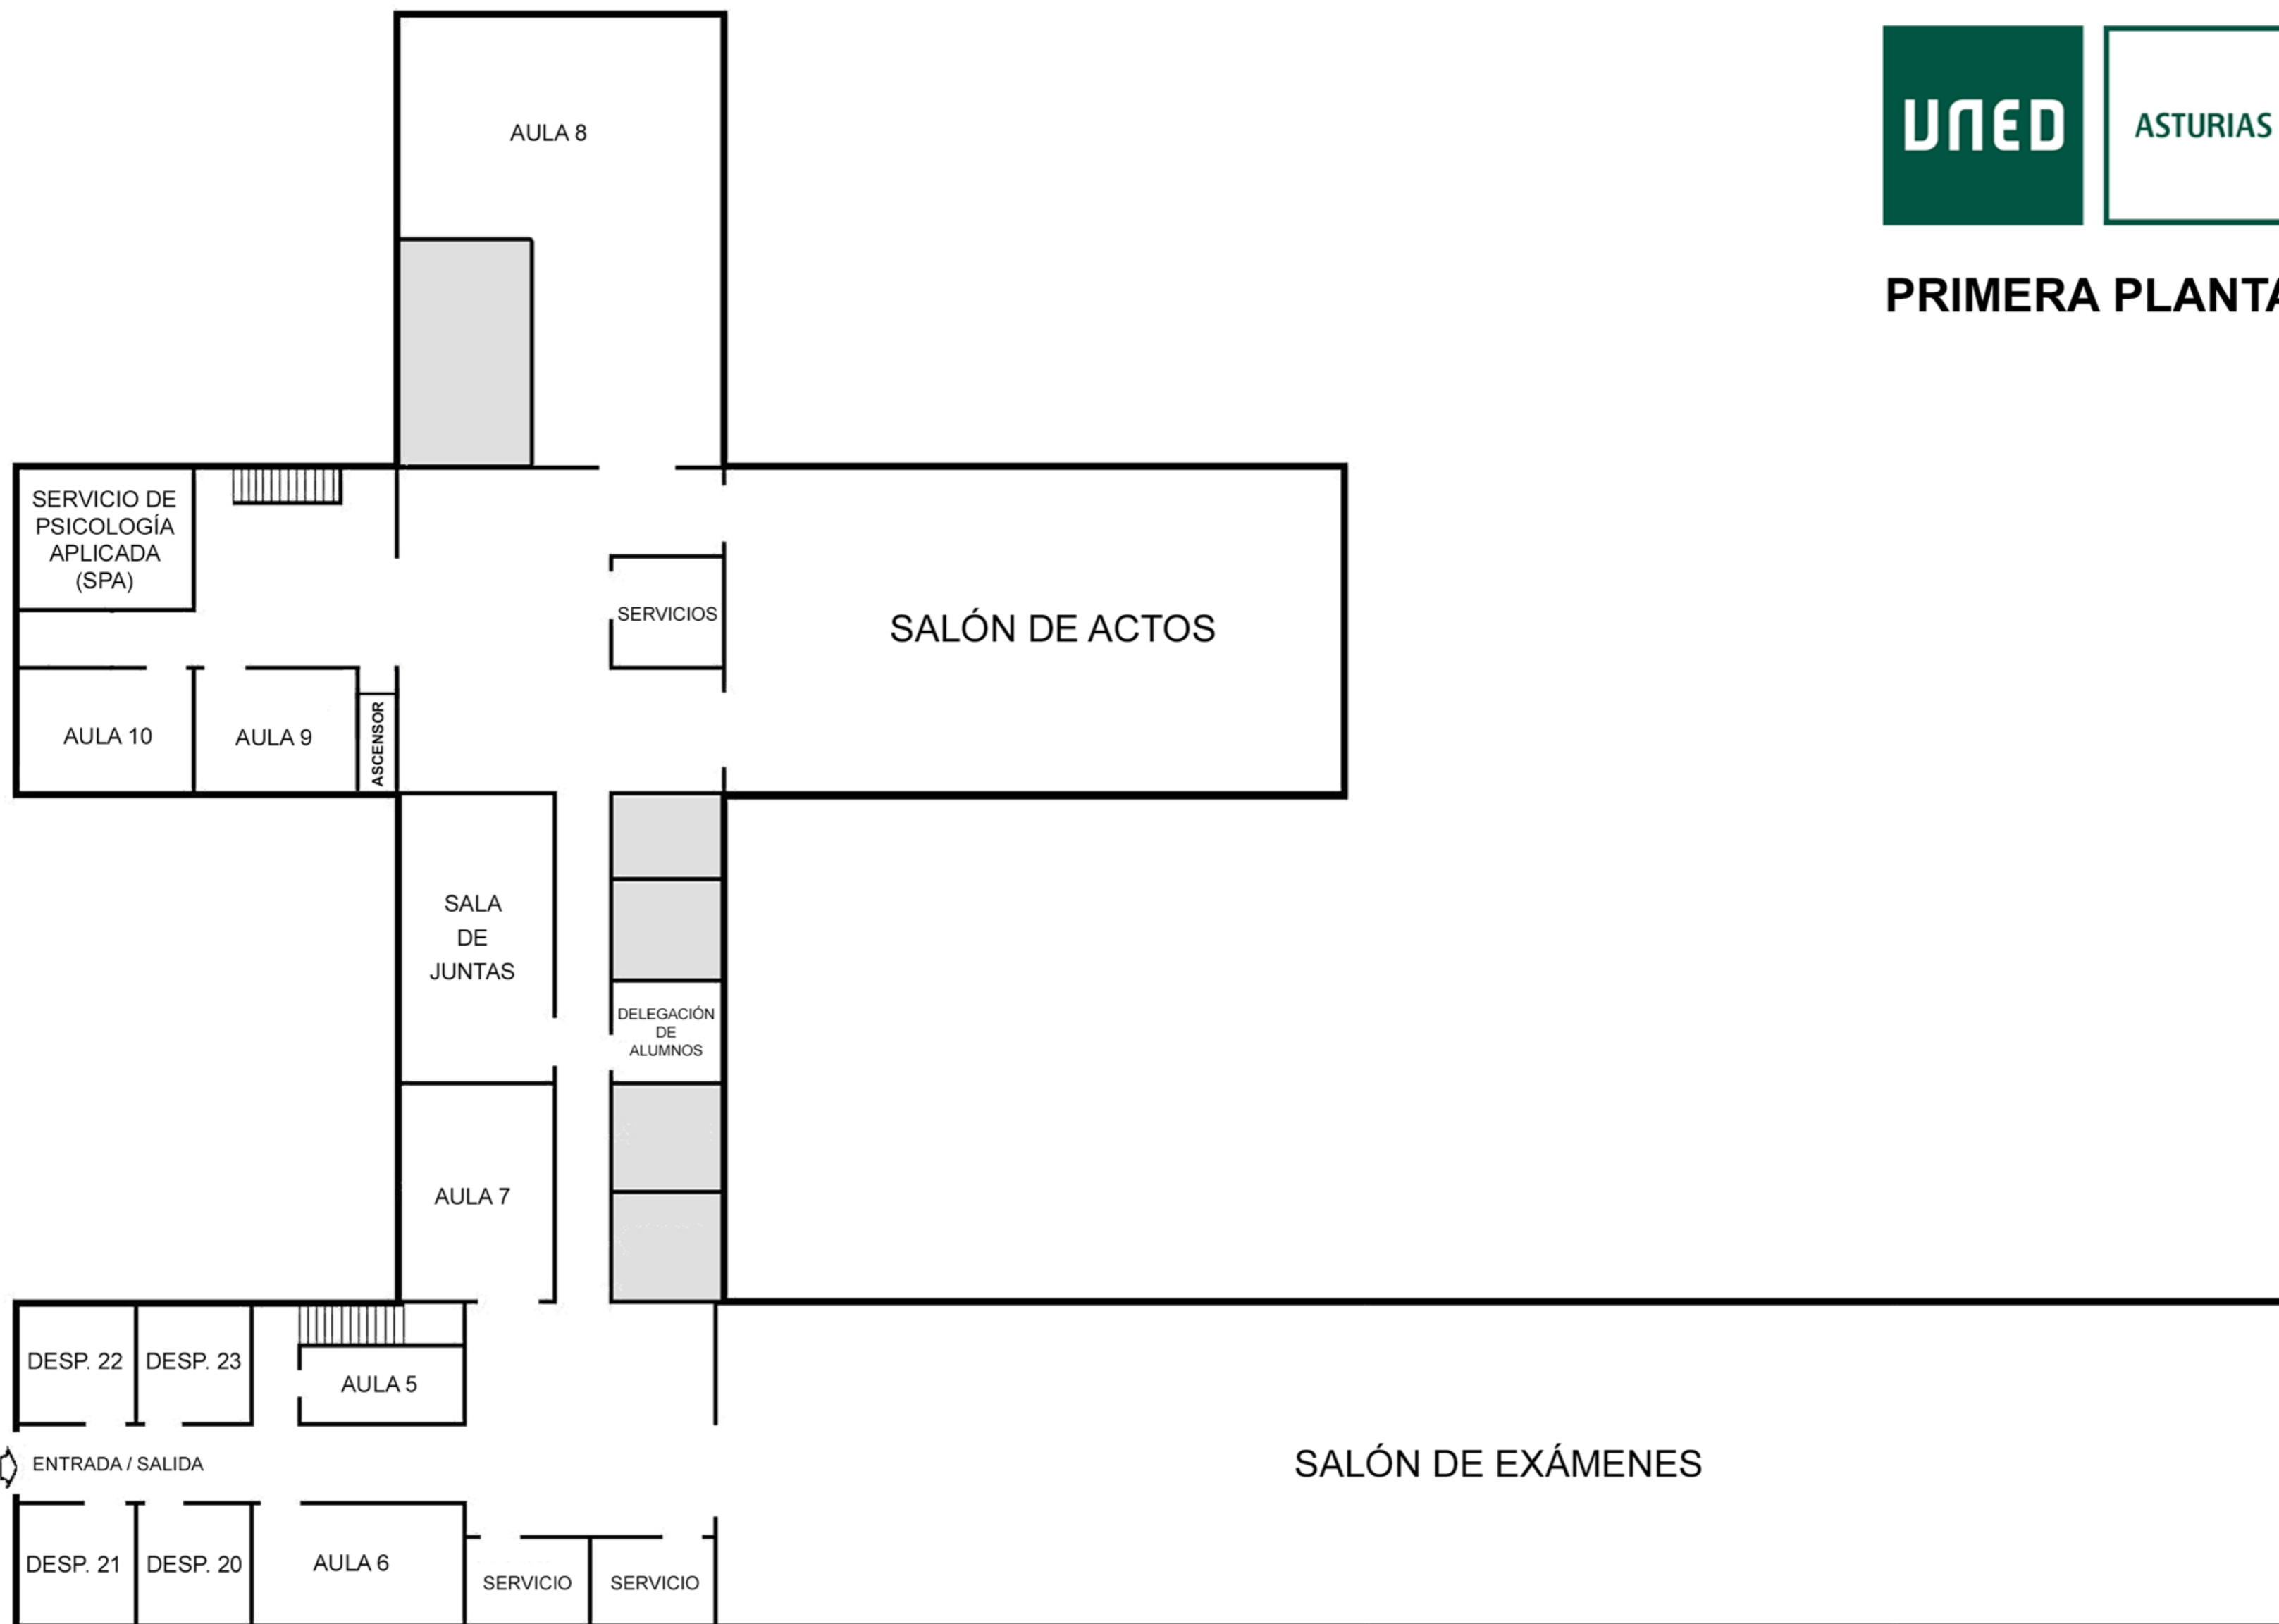 UNED
ASTURIAS
PRIMERA PLANTA
AULA 8
SERVICIO DE
PSICOLOGÍA
APLICADA
(SPA)
SERVICIOS
SALÓN DE ACTOS
AULA 10
AULA 9
ASCENSOR
SALA
DE
JUNTAS
DELEGACIÓN
DE
ALUMNOS
AULA 7
DESP. 22
DESP. 23
AULA 5
ENTRADA / SALIDA
SALÓN DE EXÁMENES
DESP. 21
DESP. 20
AULA 6
SERVICIO
SERVICIO